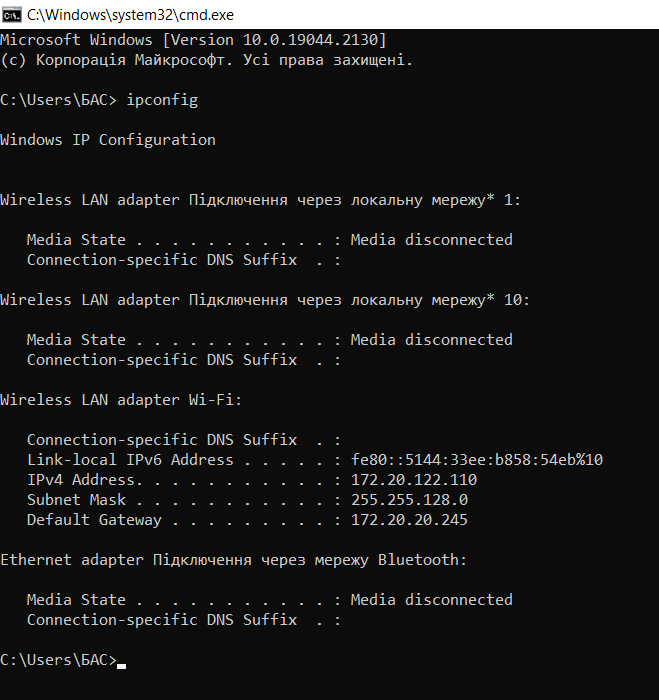 C:\Windows\system32\cmd.exe
Microsoft Windows [Version 10.0.19044.2130]
(c) Корпорація Майкрософт. Усі права захищені.
C:\Users\БАС> ipconfig
Windows IP Configuration
Wireless LAN adapter Підключення через локальну мережу* 1:
Media State . . . . . . . . . . . : Media disconnected
Connection-specific DNS Suffix  . :
Wireless LAN adapter Підключення через локальну мережу* 10:
Media State . . . . . . . . . . . : Media disconnected
Connection-specific DNS Suffix  . :
Wireless LAN adapter Wi-Fi:
Connection-specific DNS Suffix  . :
Link-local IPv6 Address . . . . . : fe80::5144:33ee:b858:54eb%10
IPv4 Address. . . . . . . . . . . : 172.20.122.110
Subnet Mask . . . . . . . . . . . : 255.255.128.0
Default Gateway . . . . . . . . . : 172.20.20.245
Ethernet adapter Підключення через мережу Bluetooth:
Media State . . . . . . . . . . . : Media disconnected
Connection-specific DNS Suffix  . :
C:\Users\БАС>